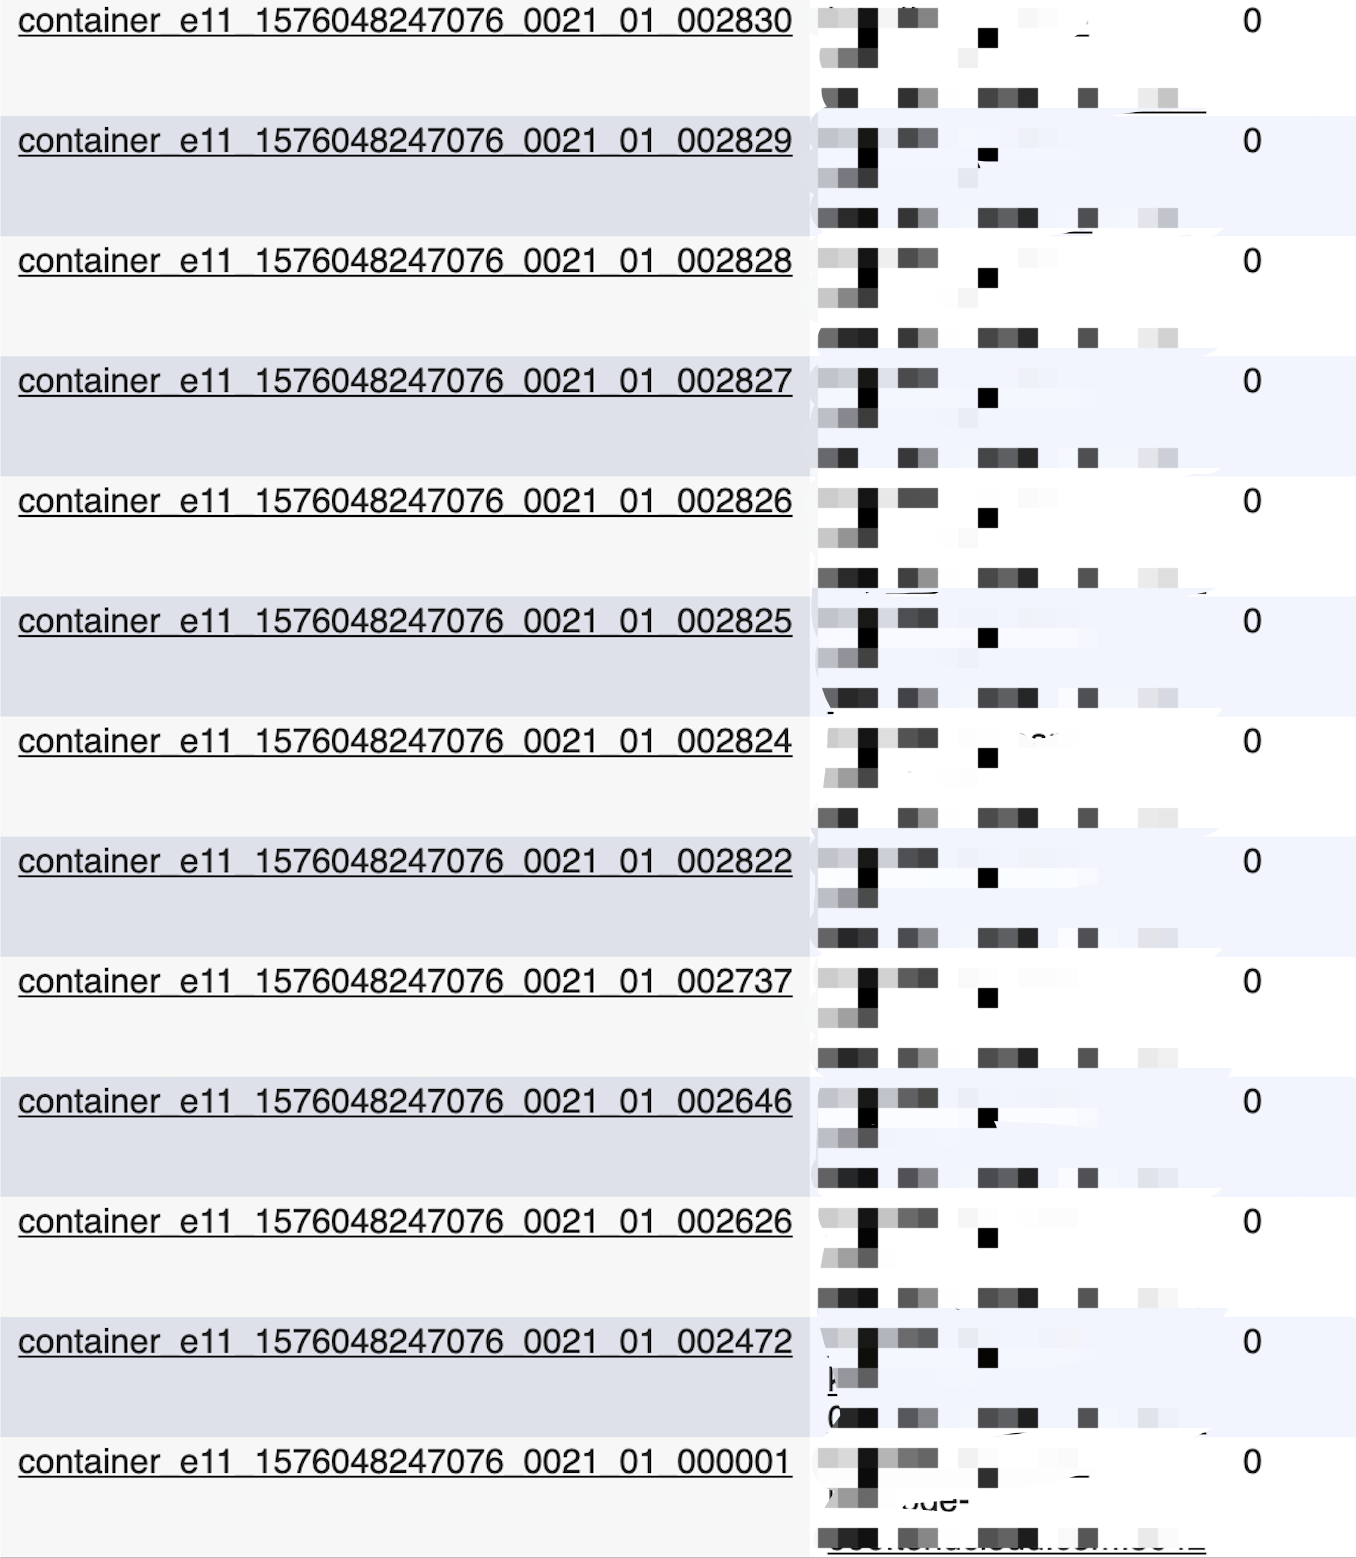 container_e11_1576048247076_0021_01_002830 0
container_e11_1576048247076_0021_01_002829 0
container_e11_1576048247076_0021_01_002828 0
container_e11_1576048247076_0021_01_002827 0
container_e11_1576048247076_0021_01_002826 0
container_e11_1576048247076_0021_01_002825 0
container_e11_1576048247076_0021_01_002824 0
container_e11_1576048247076_0021_01_002822 0
container_e11_1576048247076_0021_01_002737 0
container_e11_1576048247076_0021_01_002646 0
container_e11_1576048247076_0021_01_002626 0
container_e11_1576048247076_0021_01_002472 0
container_e11_1576048247076_0021_01_000001 0